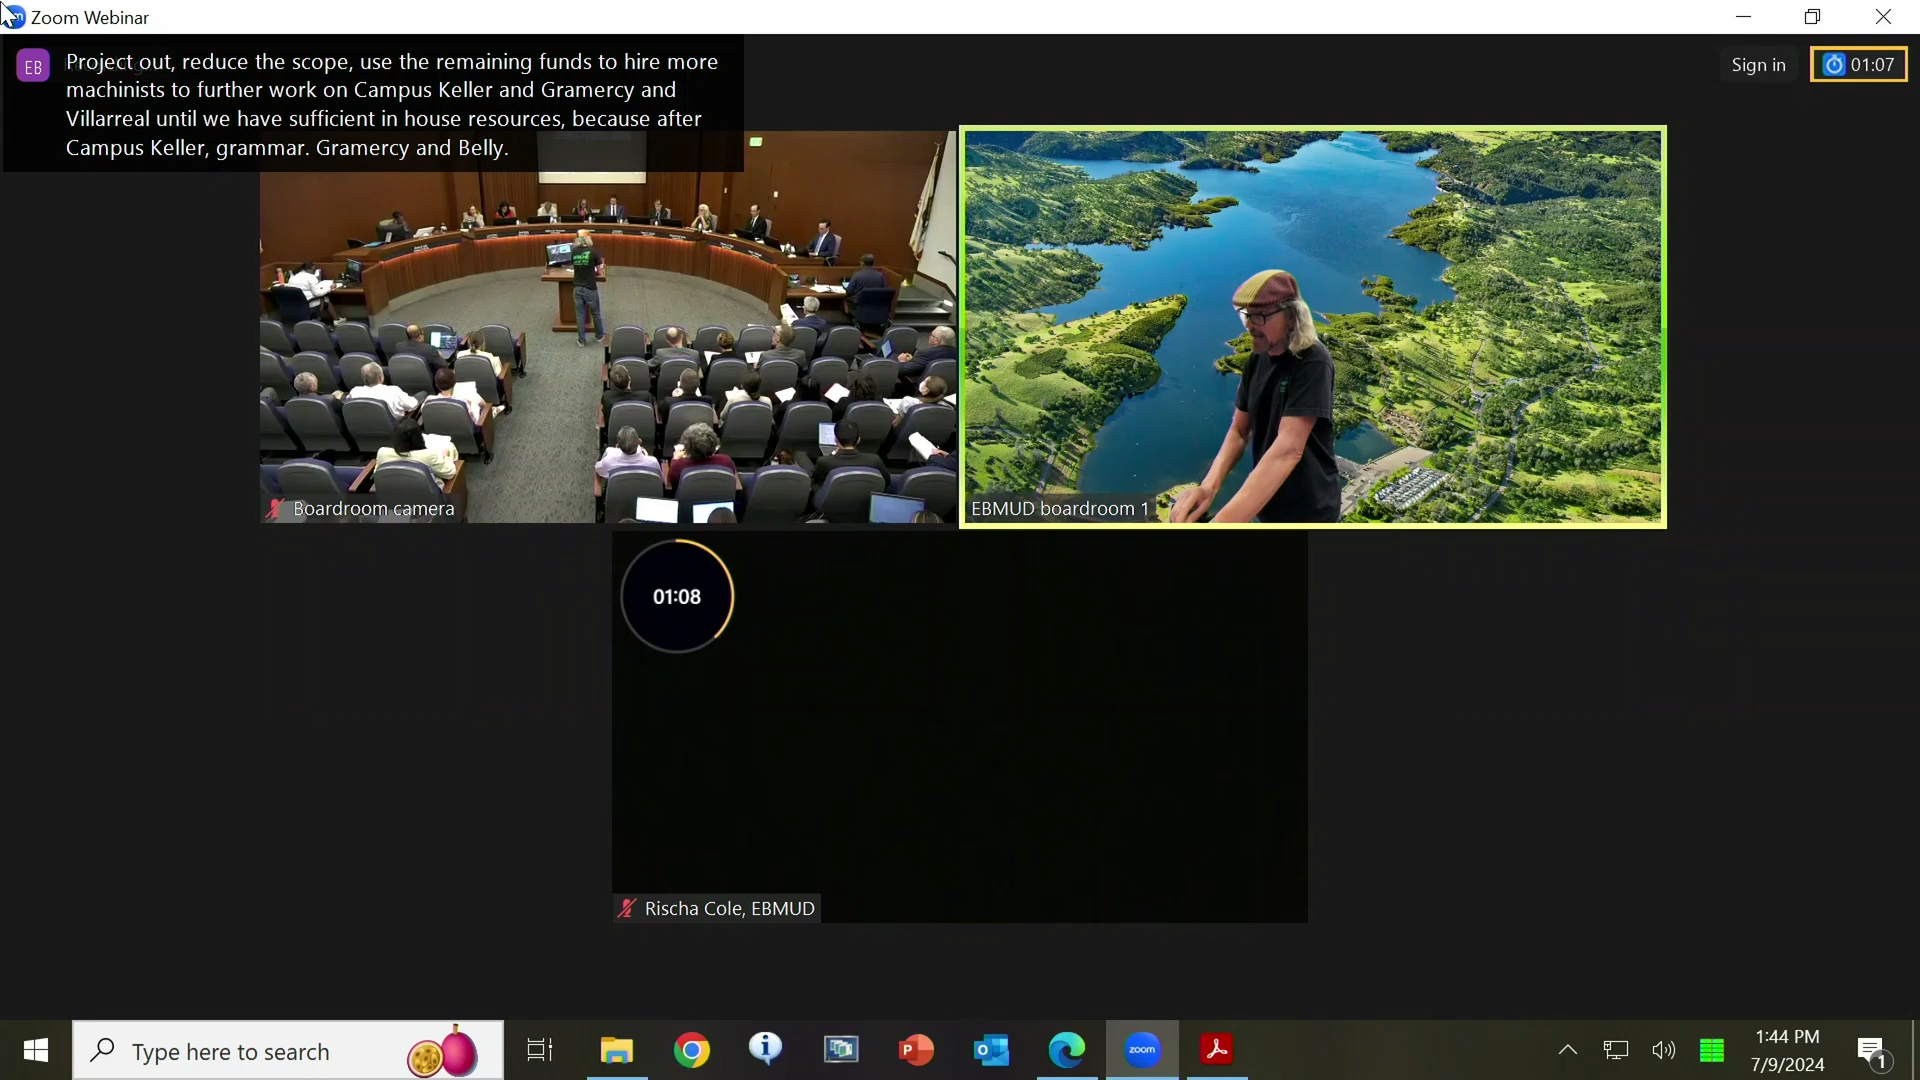 Zoom Webinar
EB
Project out, reduce the scope, use the remaining funds to hire more
machinists to further work on Campus Keller and Gramercy and
Villarreal until we have sufficient in house resources, because after
Campus Keller, grammar. Gramercy and Belly.
Sign in
01:07
Boardroom camera
EBMUD boardroom 1
01:08
Rischa Cole, EBMUD
Type here to search
zoom
1:44 PM
7/9/2024
1